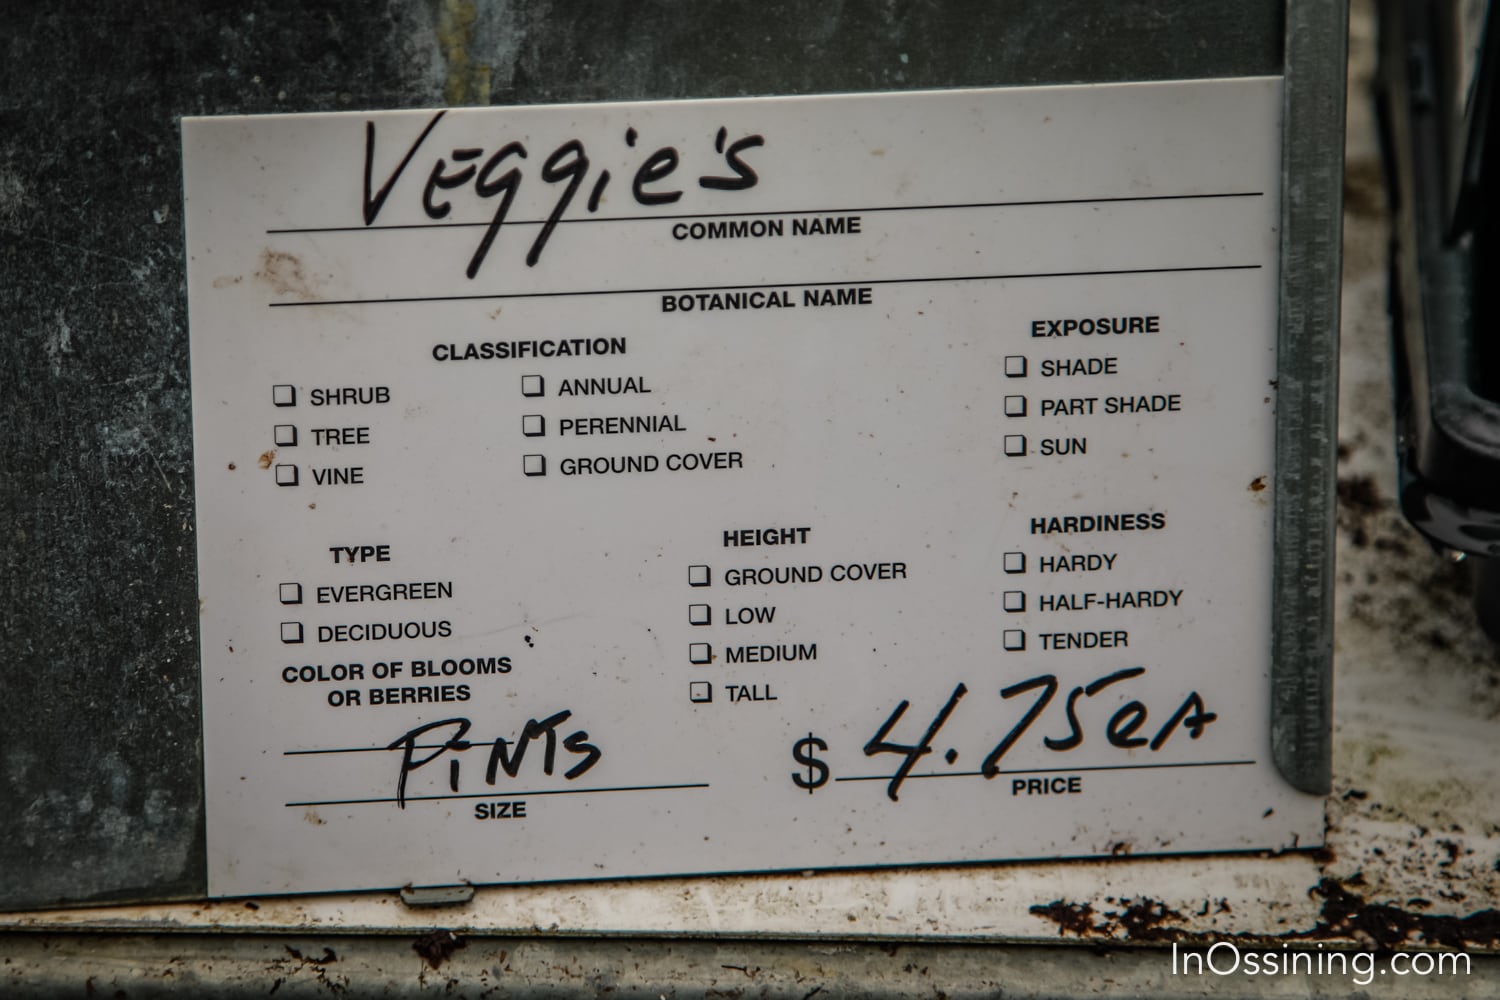 Veggie's
COMMON NAME
BOTANICAL NAME
CLASSIFICATION
SHRUB
TREE
VINE
ANNUAL
PERENNIAL
GROUND COVER
EXPOSURE
SHADE
PART SHADE
SUN
TYPE
EVERGREEN
DECIDUOUS
HEIGHT
GROUND COVER
LOW
MEDIUM
TALL
HARDINESS
HARDY
HALF-HARDY
TENDER
COLOR OF BLOOMS
OR BERRIES
PiNTs
SIZE
$ 4.75 eA
PRICE
InOssining.com